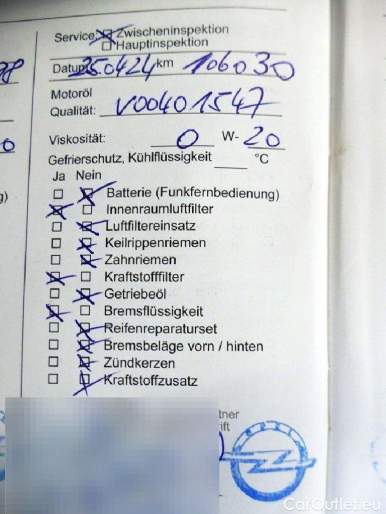 Service: ☒ Zwischeninspektion
☐ Hauptinspektion
Datum 25.04.24 km 106030
Motoröl
Qualität: V00401547
Viskosität: 0 W- 20
Gefrierschutz, Kühlflüssigkeit ____ °C
Ja Nein
☐ ☒ Batterie (Funkfernbedienung)
☒ ☐ Innenraumluftfilter
☐ ☒ Luftfiltereinsatz
☐ ☒ Keilrippenriemen
☐ ☒ Zahnriemen
☒ ☐ Kraftstofffilter
☐ ☒ Getriebeöl
☒ ☐ Bremsflüssigkeit
☐ ☒ Reifenreparaturset
☐ ☒ Bremsbeläge vorn / hinten
☐ ☒ Zündkerzen
☐ ☒ Kraftstoffzusatz
CarOutlet.eu